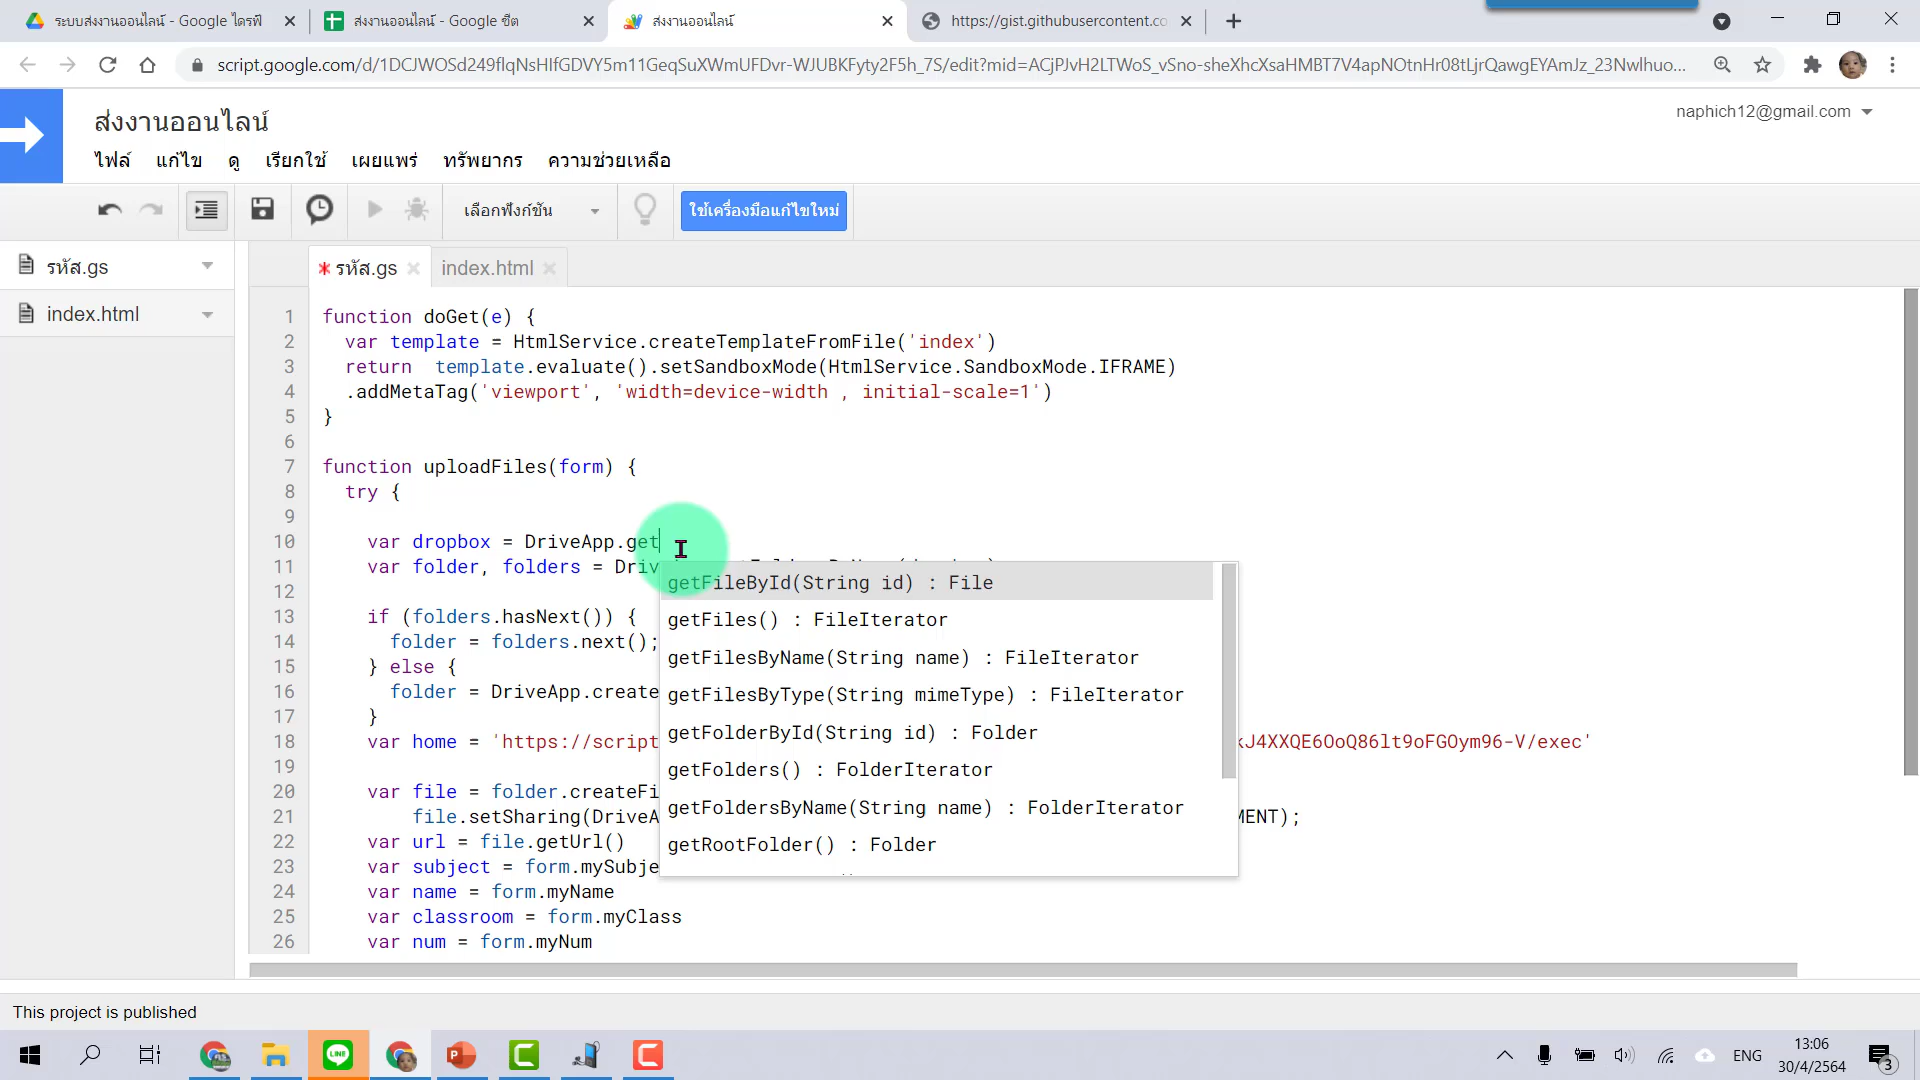 ระบบส่งงานออนไลน์ - Google ไดรฟ์
ส่งงานออนไลน์ - Google ชีต
ส่งงานออนไลน์
https://gist.githubusercontent.co
script.google.com/d/1DCJWOSd249flqNsHIfGDVY5m11GeqSuXWmUFDvr-WJUBKFyty2F5h_7S/edit?mid=ACjPJvH2LTWoS_vSno-sheXhcXsaHMBT7V4apNOtnHr08tLjrQawgEYAmJz_23Nwlhuo...
ส่งงานออนไลน์
naphich12@gmail.com
ไฟล์ แก้ไข ดู เรียกใช้ เผยแพร่ ทรัพยากร ความช่วยเหลือ
เลือกฟังก์ชัน
ใช้เครื่องมือแก้ไขใหม่
รหัส.gs
index.html
* รหัส.gs
index.html
1 function doGet(e) {
2 var template = HtmlService.createTemplateFromFile('index')
3 return template.evaluate().setSandboxMode(HtmlService.SandboxMode.IFRAME)
4 .addMetaTag('viewport', 'width=device-width , initial-scale=1')
5 }
6
7 function uploadFiles(form) {
8 try {
9
10 var dropbox = DriveApp.get
11 var folder, folders = Driv
12
13 if (folders.hasNext()) {
14 folder = folders.next();
15 } else {
16 folder = DriveApp.create
17 }
18 var home = 'https://script kJ4XXQE6OoQ86lt9oFGOym96-V/exec'
19
20 var file = folder.createFi
21 file.setSharing(DriveA MENT);
22 var url = file.getUrl()
23 var subject = form.mySubje
24 var name = form.myName
25 var classroom = form.myClass
26 var num = form.myNum
getFileById(String id) : File
getFiles() : FileIterator
getFilesByName(String name) : FileIterator
getFilesByType(String mimeType) : FileIterator
getFolderById(String id) : Folder
getFolders() : FolderIterator
getFoldersByName(String name) : FolderIterator
getRootFolder() : Folder
This project is published
LINE
ENG
13:06
30/4/2564
3